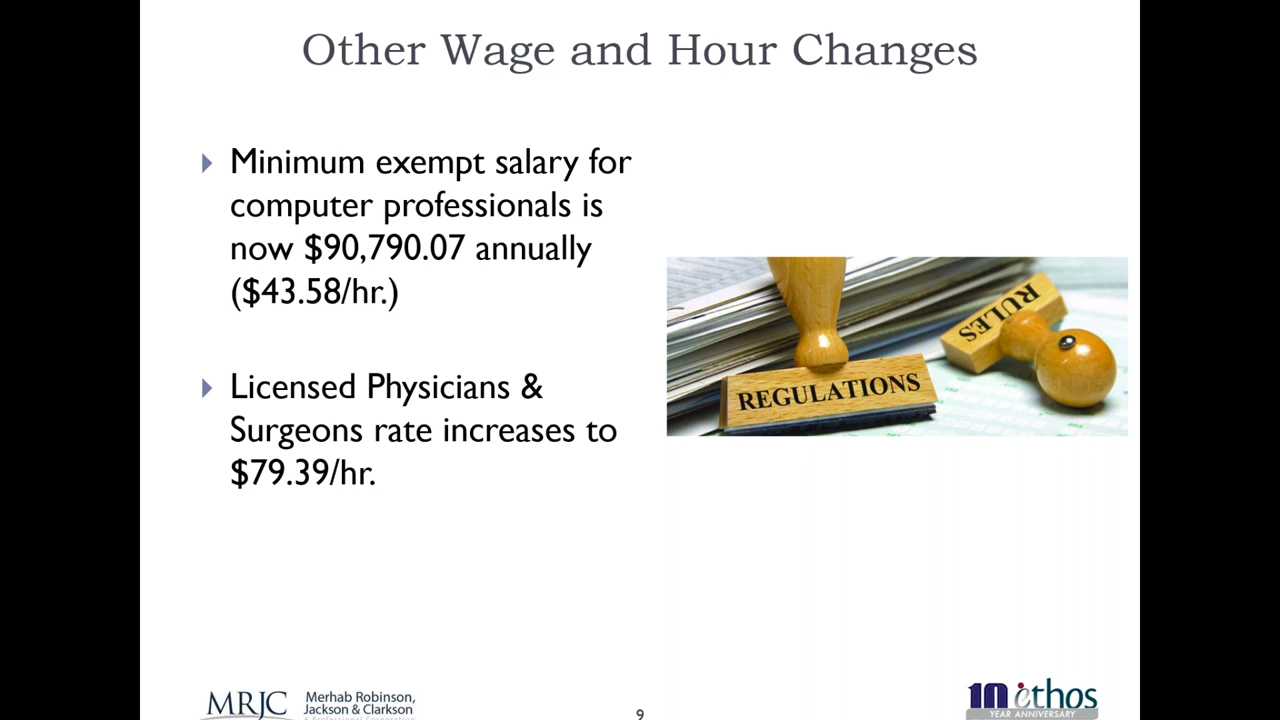 Other Wage and Hour Changes
Minimum exempt salary for
computer professionals is
now $90,790.07 annually
($43.58/hr.)
Licensed Physicians &
Surgeons rate increases to
$79.39/hr.
REGULATIONS
RULES
MRJC
Merhab Robinson,
Jackson & Clarkson
A Professional Corporation
9
10 ethos
YEAR ANNIVERSARY